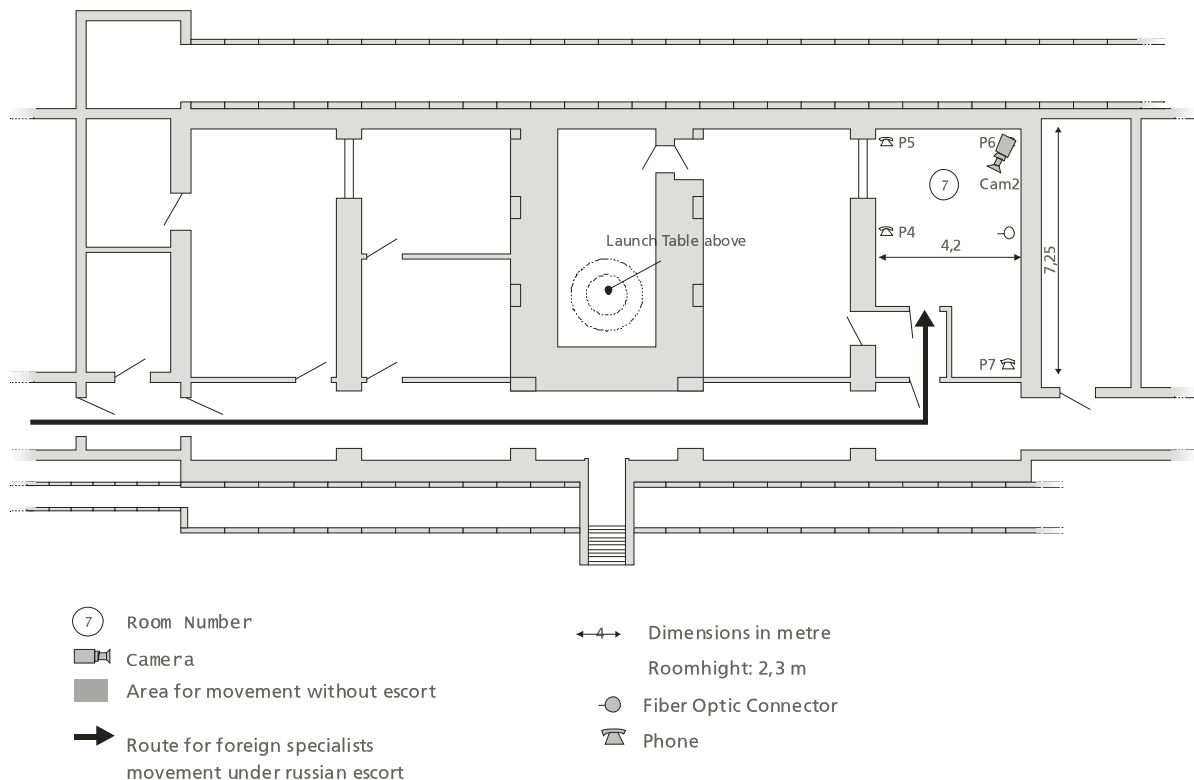 P5
P6
Cam2
7
P4
4,2
7,25
Launch Table above
P7
7
Room Number
Camera
Area for movement without escort
Route for foreign specialists
movement under russian escort
4
Dimensions in metre
Roomhight: 2,3 m
Fiber Optic Connector
Phone